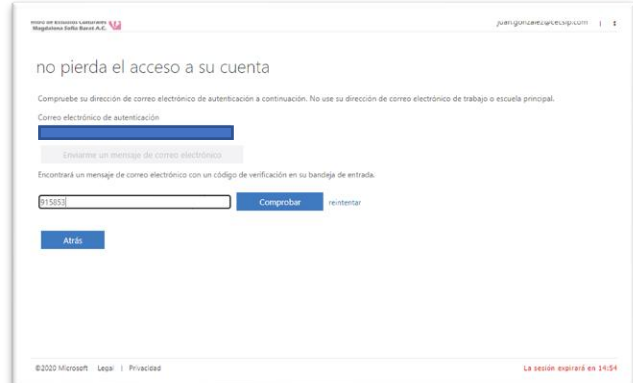 Magdalena Sofía Barat A.C.
juan.gonzalez@cecsip.com |
no pierda el acceso a su cuenta
Compruebe su dirección de correo electrónico de autenticación a continuación. No use su dirección de correo electrónico de trabajo o escuela principal.
Correo electrónico de autenticación
Enviarme un mensaje de correo electrónico
Encontrará un mensaje de correo electrónico con un código de verificación en su bandeja de entrada.
915853 Comprobar reintentar
Atrás
©2020 Microsoft Legal | Privacidad La sesión expirará en 14:54